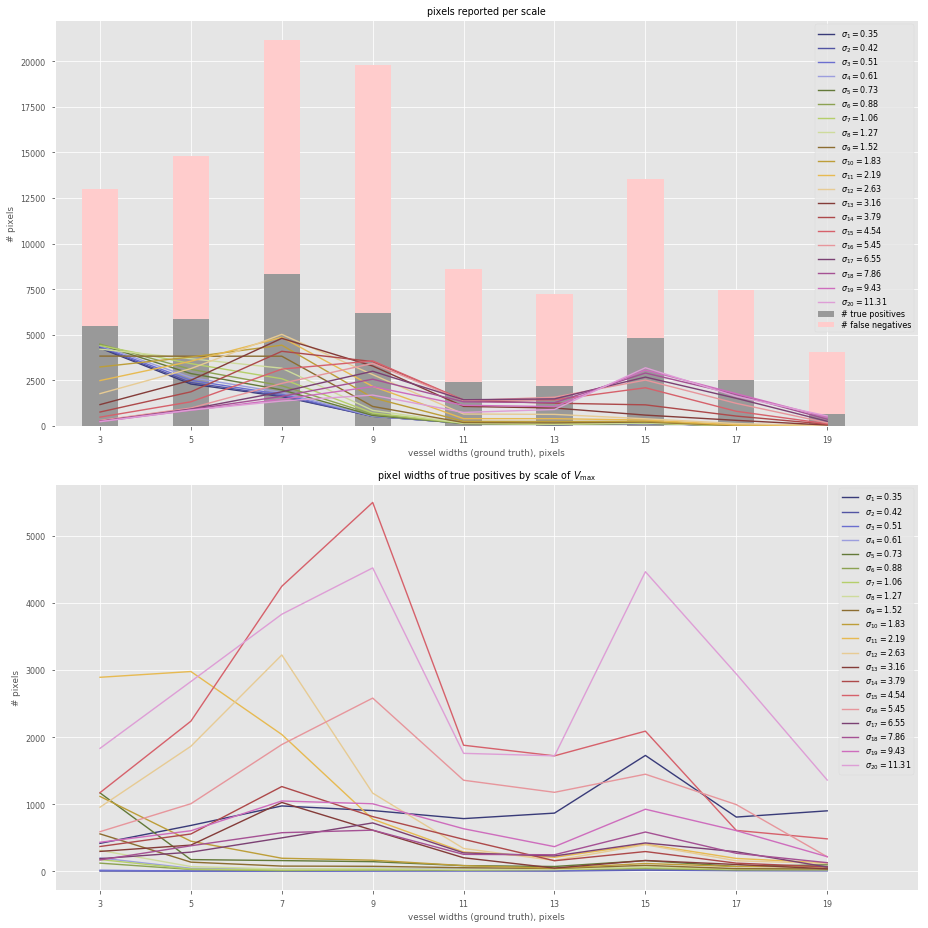 pixels reported per scale
20000
17500
15000
12500
10000
7500
5000
2500
0
# pixels
3 5 7 9 11 13 15 17 19
vessel widths (ground truth), pixels
σ₁ = 0.35
σ₂ = 0.42
σ₃ = 0.51
σ₄ = 0.61
σ₅ = 0.73
σ₆ = 0.88
σ₇ = 1.06
σ₈ = 1.27
σ₉ = 1.52
σ₁₀ = 1.83
σ₁₁ = 2.19
σ₁₂ = 2.63
σ₁₃ = 3.16
σ₁₄ = 3.79
σ₁₅ = 4.54
σ₁₆ = 5.45
σ₁₇ = 6.55
σ₁₈ = 7.86
σ₁₉ = 9.43
σ₂₀ = 11.31
# true positives
# false negatives
pixel widths of true positives by scale of V_max
5000
4000
3000
2000
1000
0
# pixels
3 5 7 9 11 13 15 17 19
vessel widths (ground truth), pixels
σ₁ = 0.35
σ₂ = 0.42
σ₃ = 0.51
σ₄ = 0.61
σ₅ = 0.73
σ₆ = 0.88
σ₇ = 1.06
σ₈ = 1.27
σ₉ = 1.52
σ₁₀ = 1.83
σ₁₁ = 2.19
σ₁₂ = 2.63
σ₁₃ = 3.16
σ₁₄ = 3.79
σ₁₅ = 4.54
σ₁₆ = 5.45
σ₁₇ = 6.55
σ₁₈ = 7.86
σ₁₉ = 9.43
σ₂₀ = 11.31